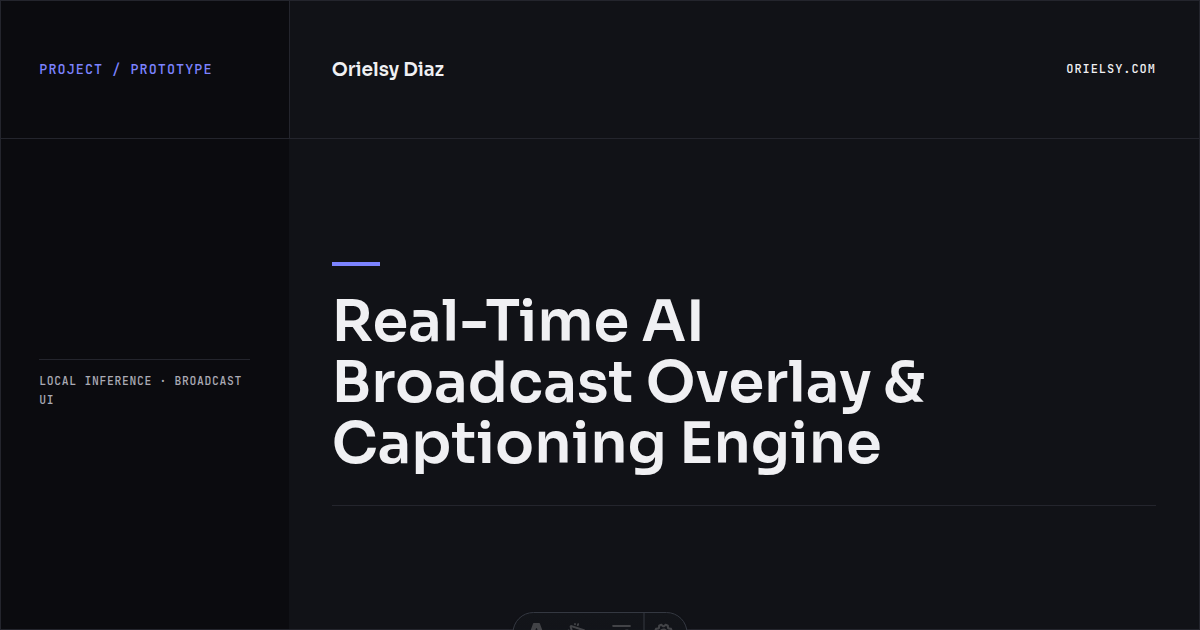 PROJECT / PROTOTYPE
Orielsy Diaz
ORIELSY.COM
LOCAL INFERENCE · BROADCAST
UI
Real-Time AI
Broadcast Overlay &
Captioning Engine